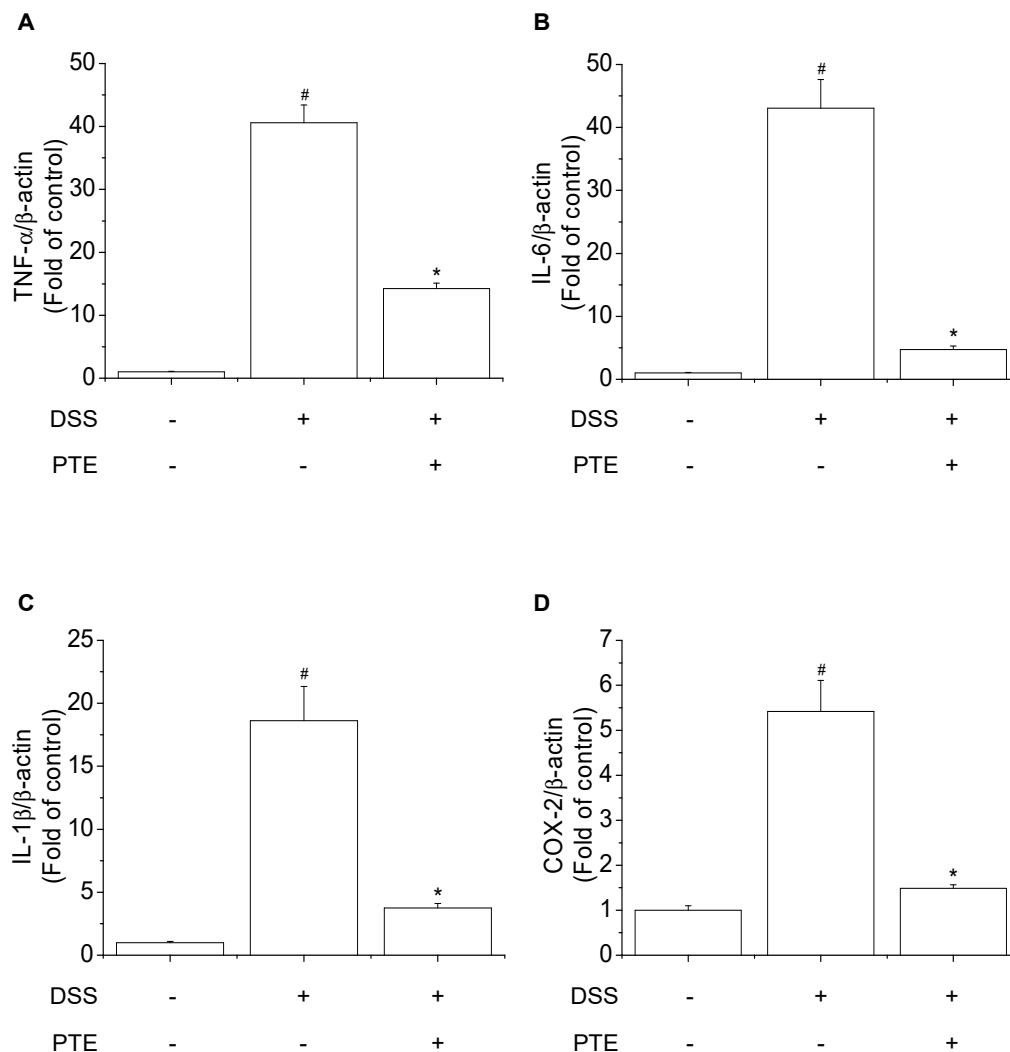 A
TNF-α/β-actin
(Fold of control)
50
40
30
20
10
0
#
*
DSS - + +
PTE - - +
B
IL-6/β-actin
(Fold of control)
50
40
30
20
10
0
#
*
DSS - + +
PTE - - +
C
IL-1β/β-actin
(Fold of control)
25
20
15
10
5
0
#
*
DSS - + +
PTE - - +
D
COX-2/β-actin
(Fold of control)
7
6
5
4
3
2
1
0
#
*
DSS - + +
PTE - - +